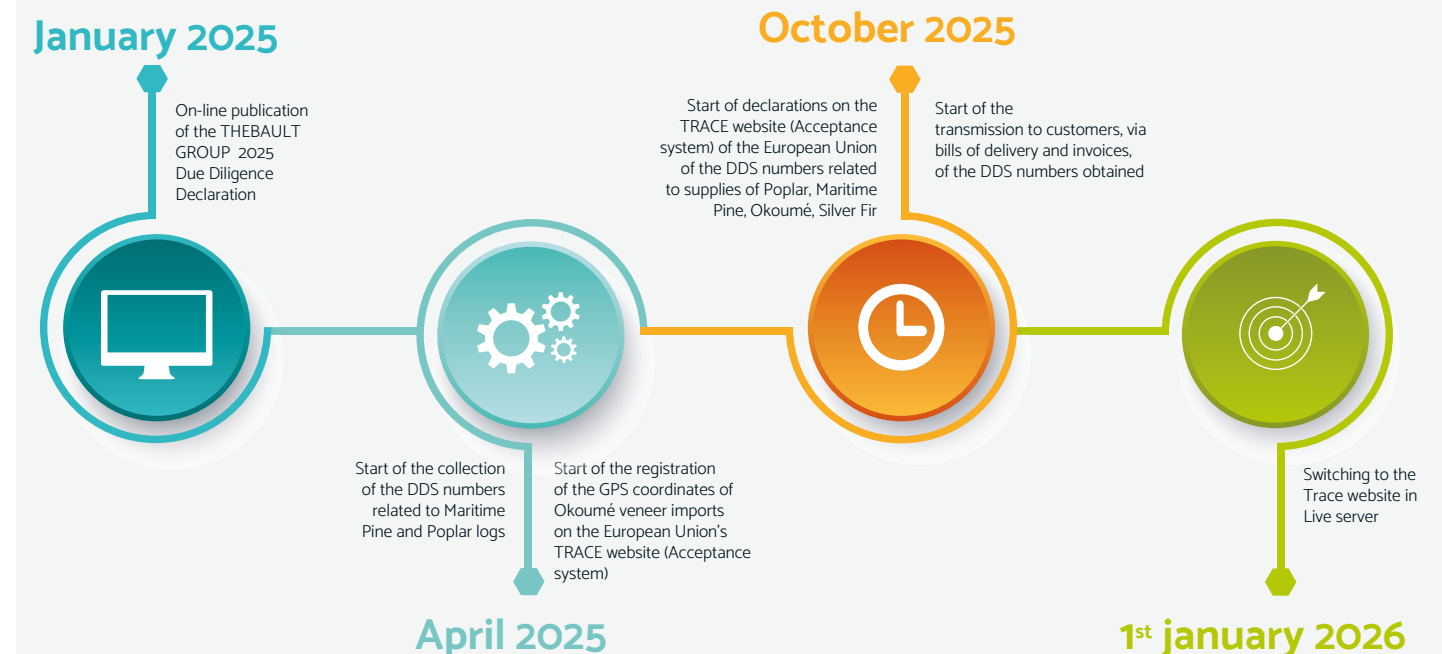 January 2025
On-line publication
of the THEBAULT
GROUP 2025
Due Diligence
Declaration
Start of the collection
of the DDS numbers
related to Maritime
Pine and Poplar logs
Start of the registration
of the GPS coordinates of
Okoumé veneer imports
on the European Union's
TRACE website (Acceptance
system)
April 2025
October 2025
Start of declarations on the
TRACE website (Acceptance
system) of the European Union
of the DDS numbers related
to supplies of Poplar, Maritime
Pine, Okoumé, Silver Fir
Start of the
transmission to customers, via
bills of delivery and invoices,
of the DDS numbers obtained
Switching to the
Trace website in
Live server
1st january 2026